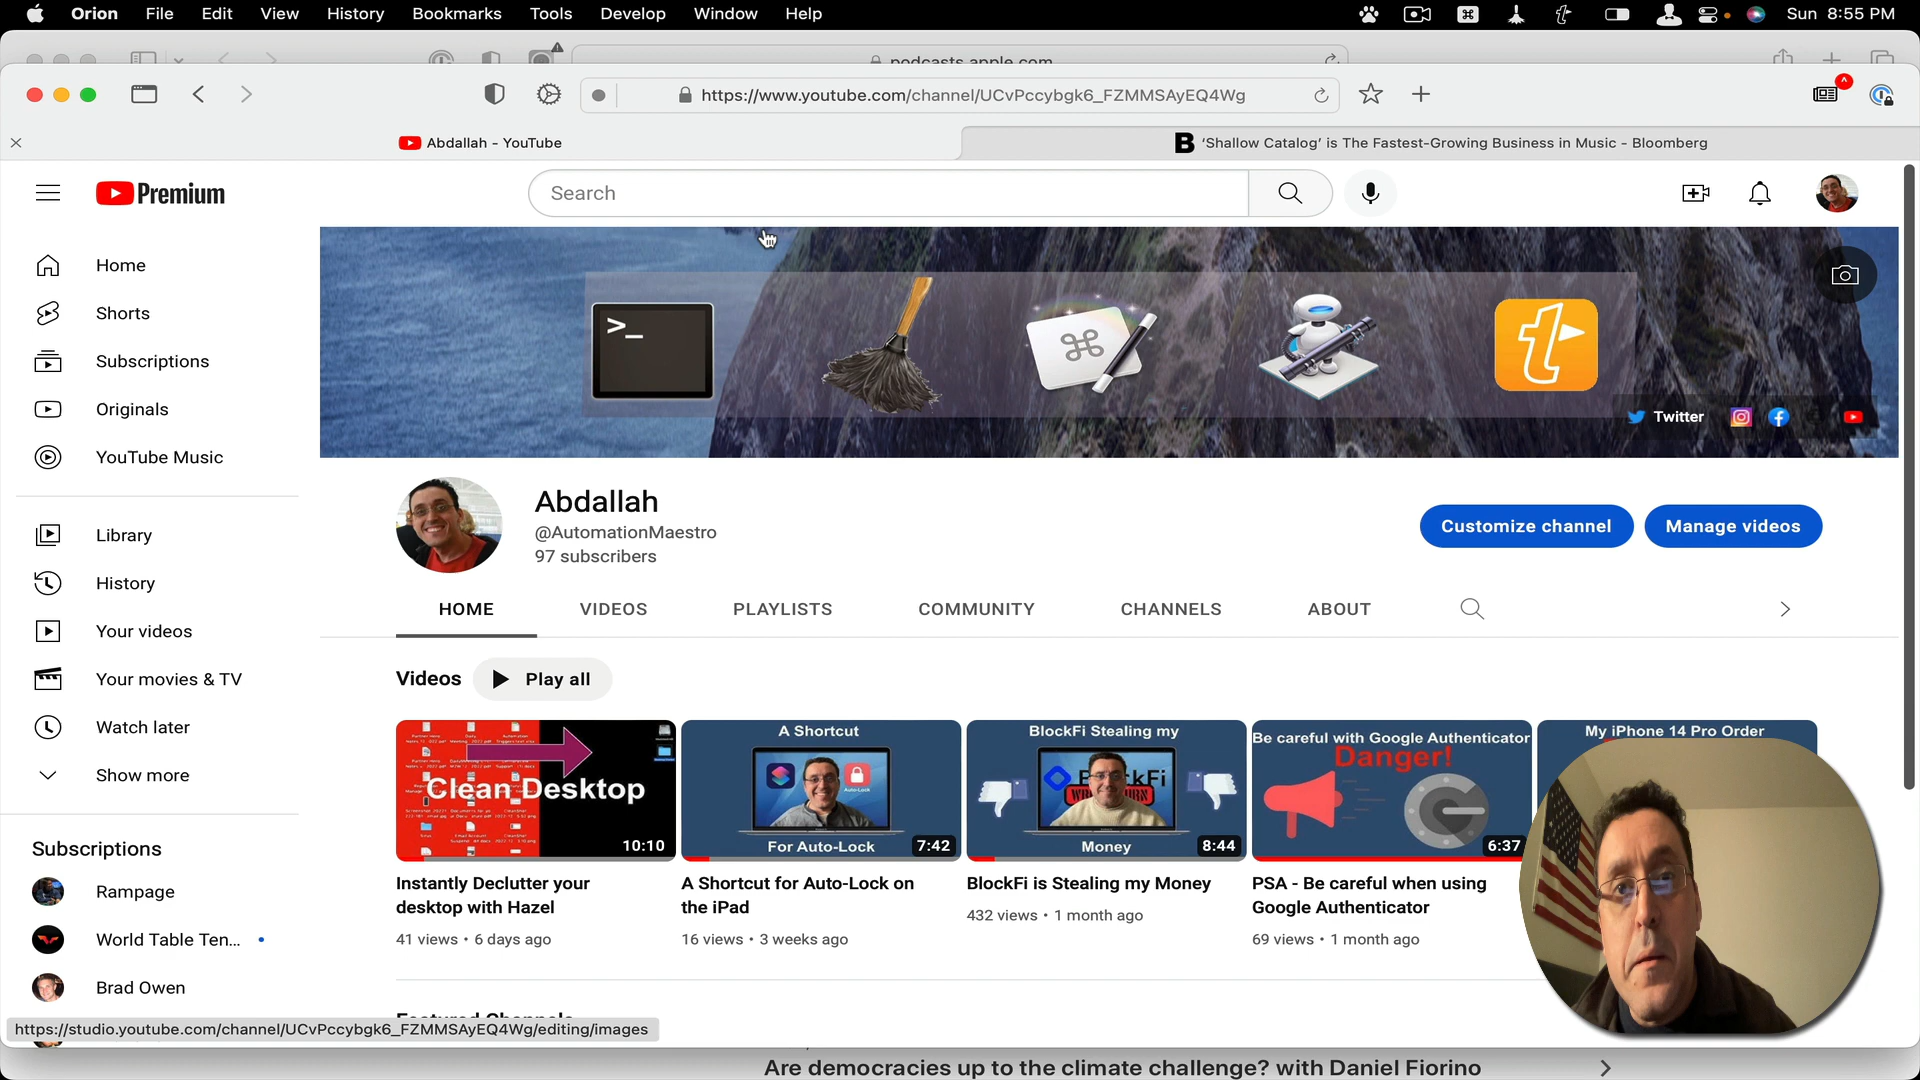 Orion File Edit View History Bookmarks Tools Develop Window Help Sun 8:55 PM
podcasts.apple.com
https://www.youtube.com/channel/UCvPccybgk6_FZMMSAyEQ4Wg
Abdallah - YouTube
B 'Shallow Catalog' is The Fastest-Growing Business in Music - Bloomberg
Premium
Search
Home
Shorts
Subscriptions
Originals
YouTube Music
Library
History
Your videos
Your movies & TV
Watch later
Show more
Subscriptions
Rampage
World Table Ten...
Brad Owen
>_
t
Twitter
Abdallah
@AutomationMaestro
97 subscribers
Customize channel
Manage videos
HOME VIDEOS PLAYLISTS COMMUNITY CHANNELS ABOUT
Videos
Play all
Clean Desktop
10:10
Instantly Declutter your
desktop with Hazel
41 views • 6 days ago
A Shortcut
Auto-Lock
For Auto-Lock
7:42
A Shortcut for Auto-Lock on
the iPad
16 views • 3 weeks ago
BlockFi Stealing my
Money
8:44
BlockFi is Stealing my Money
432 views • 1 month ago
Be careful with Google Authenticator
Danger!
6:37
PSA - Be careful when using
Google Authenticator
69 views • 1 month ago
My iPhone 14 Pro Order
https://studio.youtube.com/channel/UCvPccybgk6_FZMMSAyEQ4Wg/editing/images
Are democracies up to the climate challenge? with Daniel Fiorino